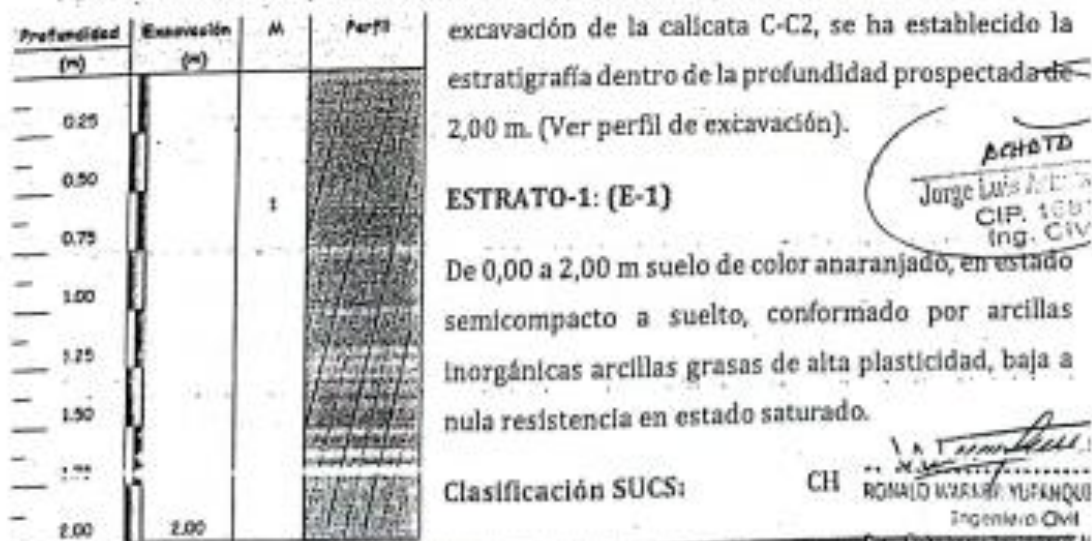 Profundidad Excavación M Perfil
(m) (m)
0.25
0.50
1
0.75
1.00
1.25
1.50
2.00 2.00
excavación de la calicata C-C2, se ha establecido la
estratigrafía dentro de la profundidad prospectada de
2,00 m. (Ver perfil de excavación).
ESTRATO-1: (E-1)
De 0,00 a 2,00 m suelo de color anaranjado, en estado
semicompacto a suelto, conformado por arcillas
inorgánicas arcillas grasas de alta plasticidad, baja a
nula resistencia en estado saturado.
Clasificación SUCS: CH
Jorge Luis
CIP.
Ing. Civ
RONALD YUPANQUI
Ingeniero Civil